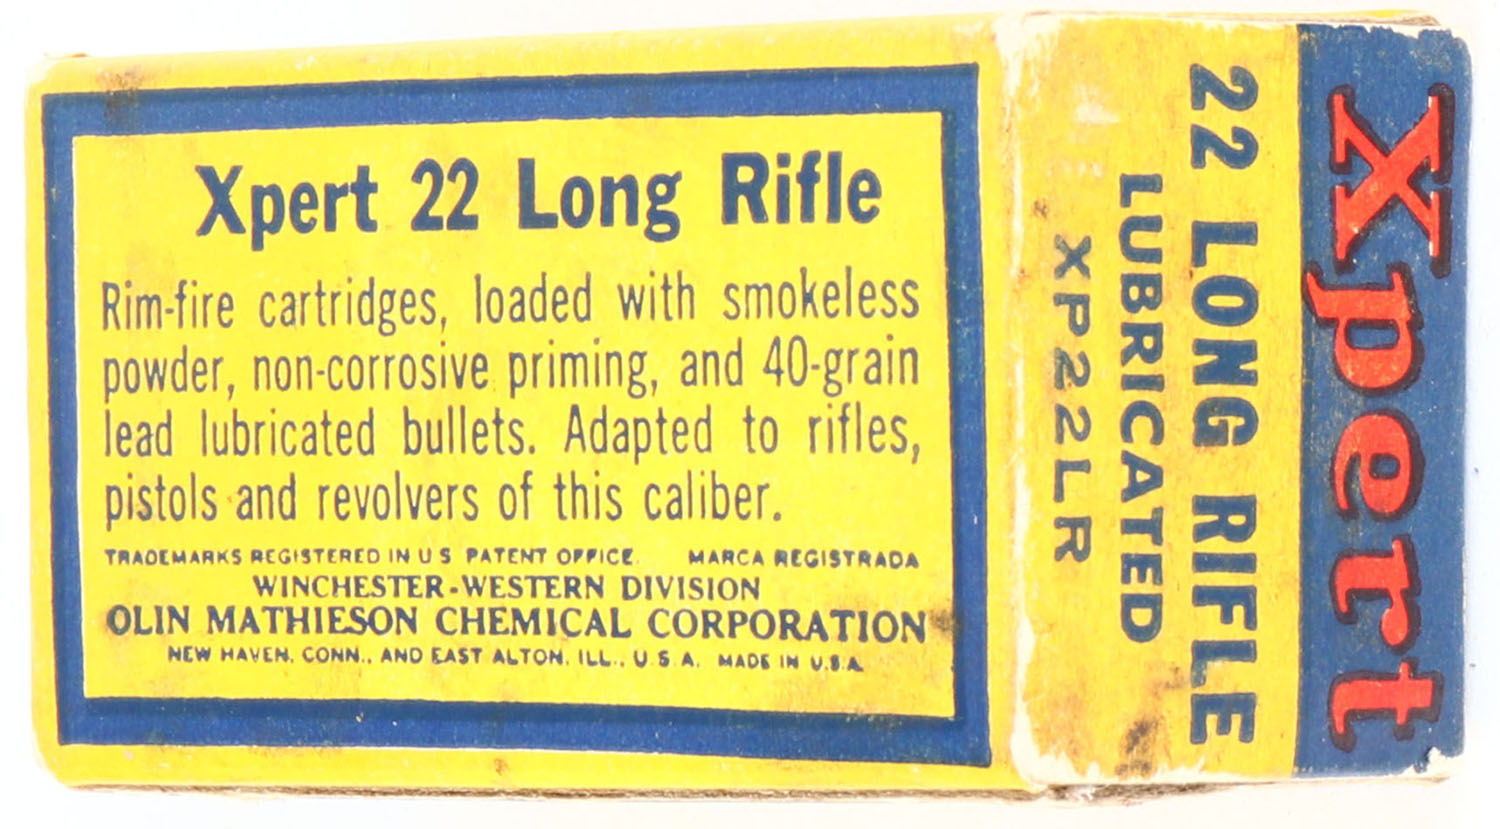 Xpert 22 Long Rifle
Rim-fire cartridges, loaded with smokeless
powder, non-corrosive priming, and 40-grain
lead lubricated bullets. Adapted to rifles,
pistols and revolvers of this caliber.
TRADEMARKS REGISTERED IN U S PATENT OFFICE. MARCA REGISTRADA
WINCHESTER-WESTERN DIVISION
OLIN MATHIESON CHEMICAL CORPORATION
NEW HAVEN, CONN., AND EAST ALTON, ILL., U.S.A. MADE IN U.S.A.
Xpert
22 LONG RIFLE
LUBRICATED
XP22LR